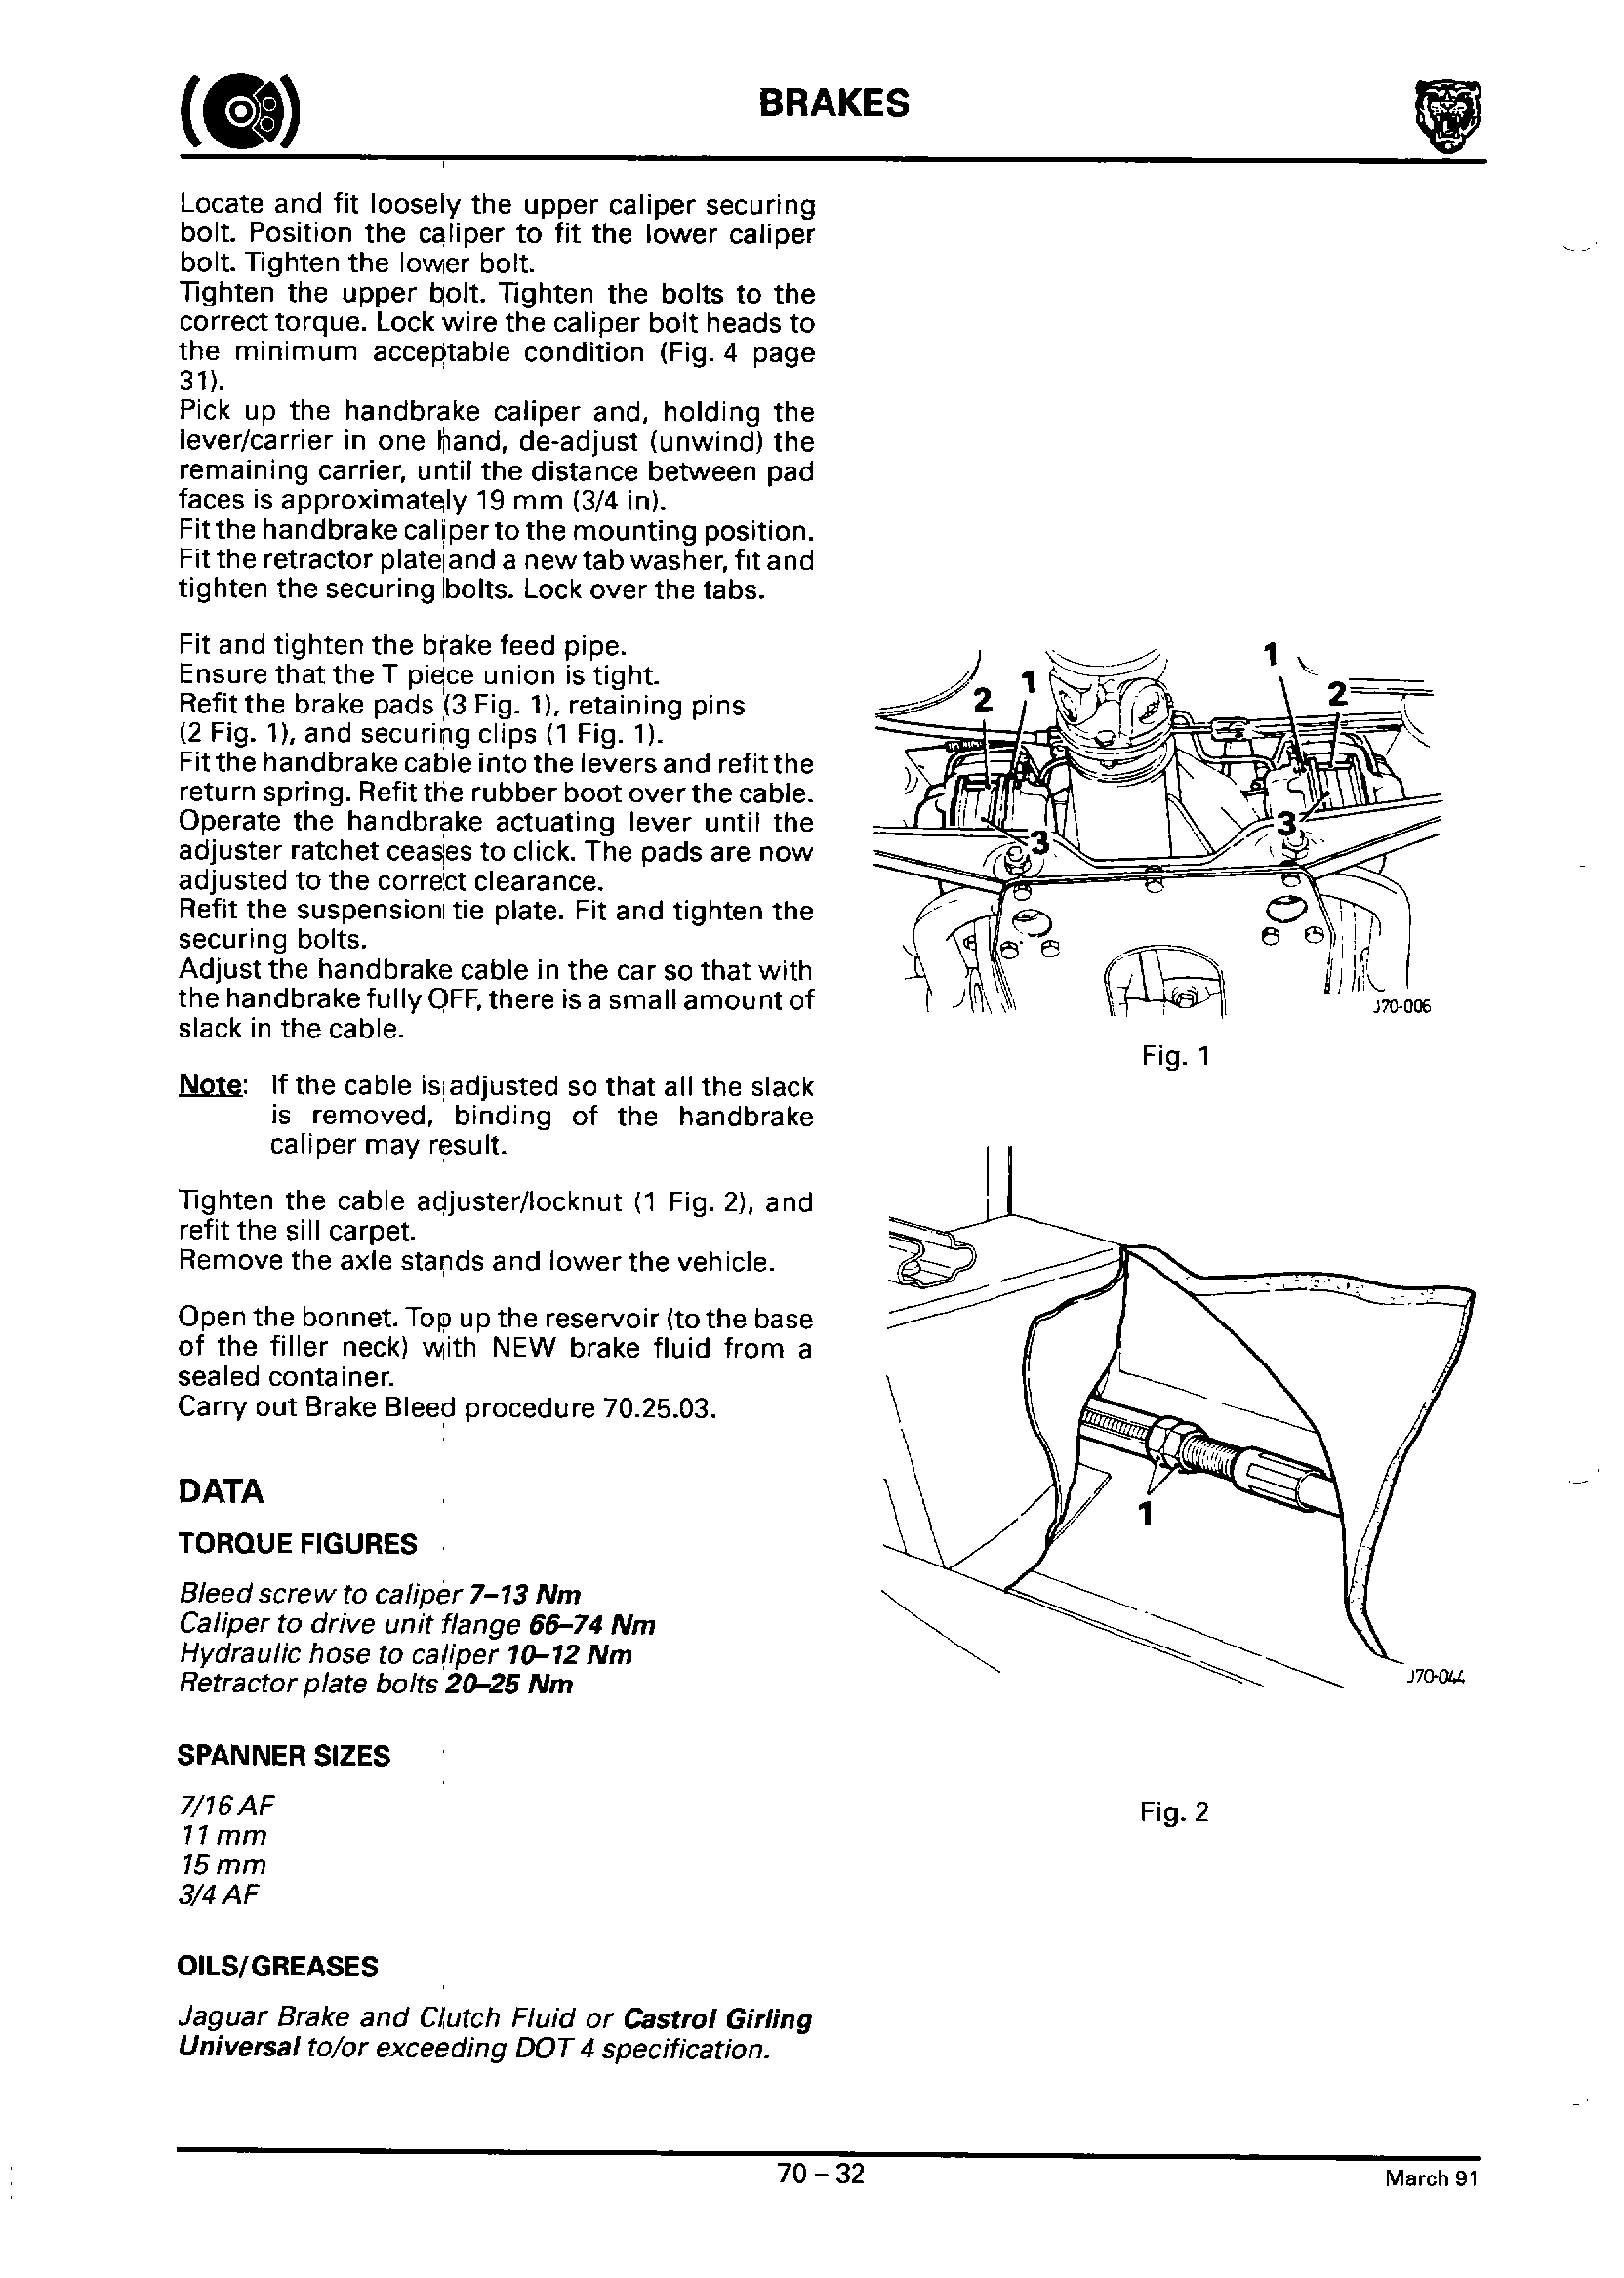 BRAKES
Locate and fit loosely the upper caliper securing
bolt. Position the caliper to fit the lower caliper
bolt. Tighten the lower bolt.
Tighten the upper bolt. Tighten the bolts to the
correct torque. Lock wire the caliper bolt heads to
the minimum acceptable condition (Fig. 4 page
31).
Pick up the handbrake caliper and, holding the
lever/carrier in one hand, de-adjust (unwind) the
remaining carrier, until the distance between pad
faces is approximately 19 mm (3/4 in).
Fit the handbrake caliper to the mounting position.
Fit the retractor plate and a new tab washer, fit and
tighten the securing bolts. Lock over the tabs.
Fit and tighten the brake feed pipe.
Ensure that the T piece union is tight.
Refit the brake pads (3 Fig. 1), retaining pins
(2 Fig. 1), and securing clips (1 Fig. 1).
Fit the handbrake cable into the levers and refit the
return spring. Refit the rubber boot over the cable.
Operate the handbrake actuating lever until the
adjuster ratchet ceases to click. The pads are now
adjusted to the correct clearance.
Refit the suspension tie plate. Fit and tighten the
securing bolts.
Adjust the handbrake cable in the car so that with
the handbrake fully OFF, there is a small amount of
slack in the cable.
Note: If the cable is adjusted so that all the slack
is removed, binding of the handbrake
caliper may result.
Tighten the cable adjuster/locknut (1 Fig. 2), and
refit the sill carpet.
Remove the axle stands and lower the vehicle.
Open the bonnet. Top up the reservoir (to the base
of the filler neck) with NEW brake fluid from a
sealed container.
Carry out Brake Bleed procedure 70.25.03.
DATA
TORQUE FIGURES
Bleed screw to caliper 7–13 Nm
Caliper to drive unit flange 66–74 Nm
Hydraulic hose to caliper 10–12 Nm
Retractor plate bolts 20–25 Nm
SPANNER SIZES
7/16 AF
11 mm
15 mm
3/4 AF
OILS/GREASES
Jaguar Brake and Clutch Fluid or Castrol Girling
Universal to/or exceeding DOT 4 specification.
1
2 1 2
3 3
J70-006
Fig. 1
1
J70-044
Fig. 2
70 – 32
March 91